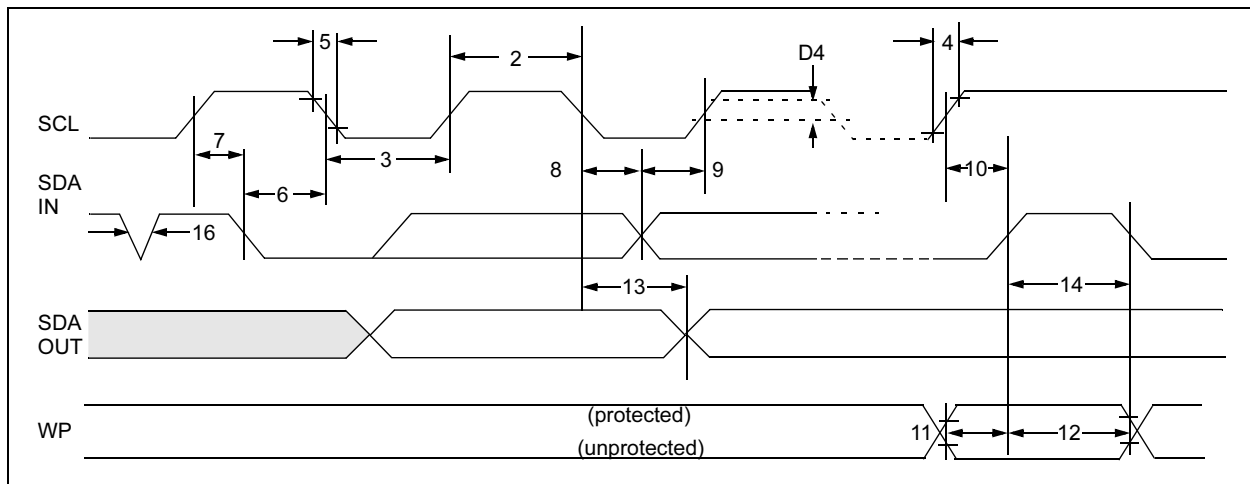 5
2
D4
4
SCL
7
3
8
9
10
SDA
IN
6
16
13
14
SDA
OUT
WP
(protected)
(unprotected)
11
12